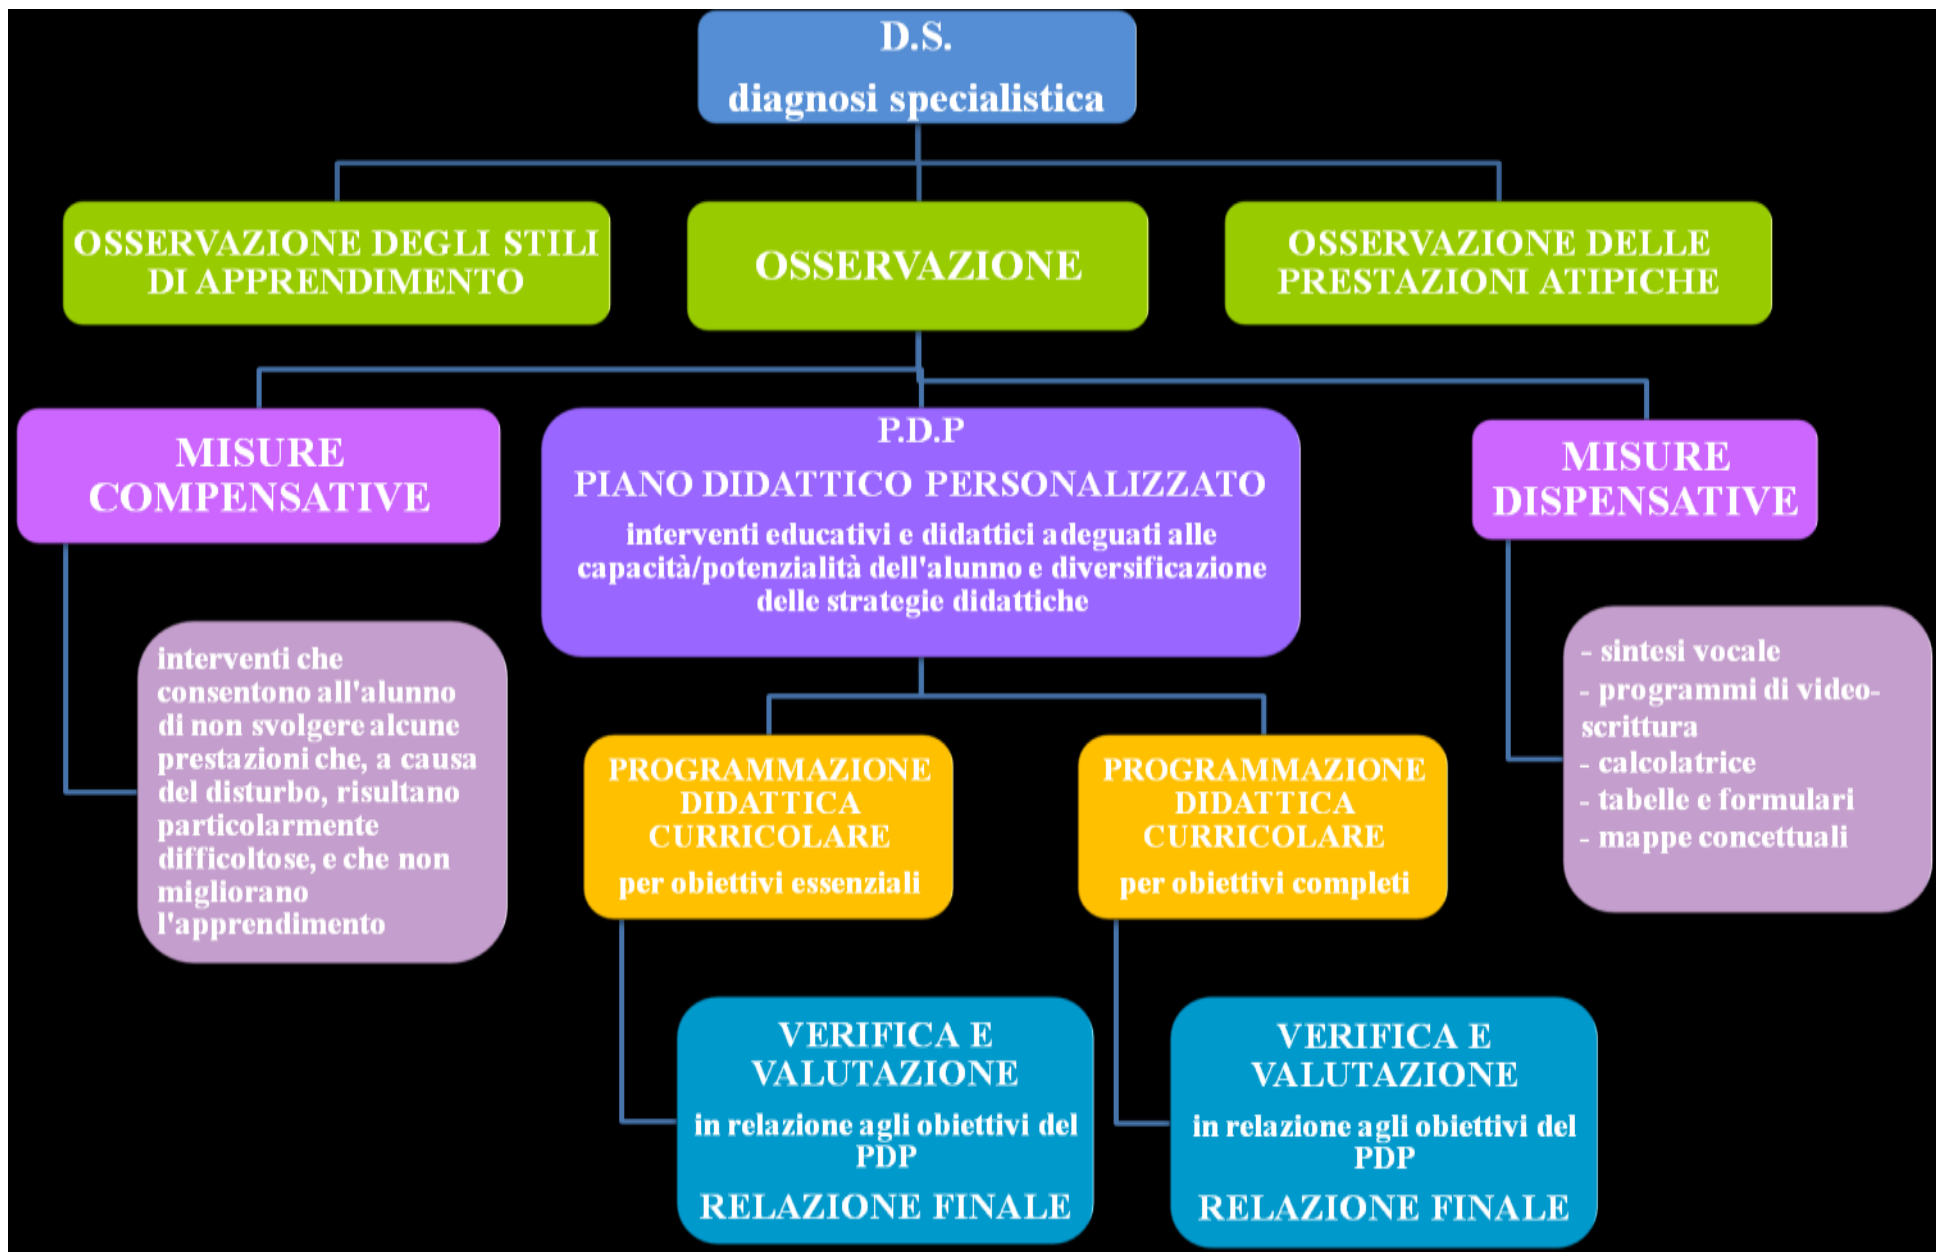 D.S.
diagnosi specialistica
OSSERVAZIONE DEGLI STILI
DI APPRENDIMENTO
OSSERVAZIONE
OSSERVAZIONE DELLE
PRESTAZIONI ATIPICHE
MISURE
COMPENSATIVE
P.D.P
PIANO DIDATTICO PERSONALIZZATO
interventi educativi e didattici adeguati alle
capacità/potenzialità dell'alunno e diversificazione
delle strategie didattiche
MISURE
DISPENSATIVE
interventi che
consentono all'alunno
di non svolgere alcune
prestazioni che, a causa
del disturbo, risultano
particolarmente
difficoltose, e che non
migliorano
l'apprendimento
- sintesi vocale
- programmi di video-
scrittura
- calcolatrice
- tabelle e formulari
- mappe concettuali
PROGRAMMAZIONE
DIDATTICA
CURRICOLARE
per obiettivi essenziali
PROGRAMMAZIONE
DIDATTICA
CURRICOLARE
per obiettivi completi
VERIFICA E
VALUTAZIONE
in relazione agli obiettivi del
PDP
RELAZIONE FINALE
VERIFICA E
VALUTAZIONE
in relazione agli obiettivi del
PDP
RELAZIONE FINALE